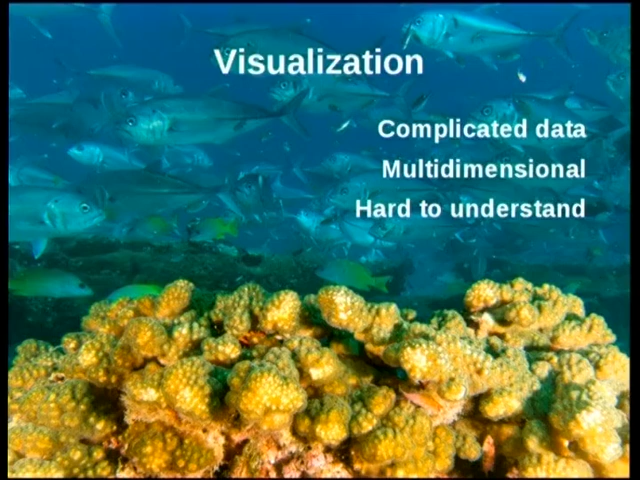 Visualization
Complicated data
Multidimensional
Hard to understand